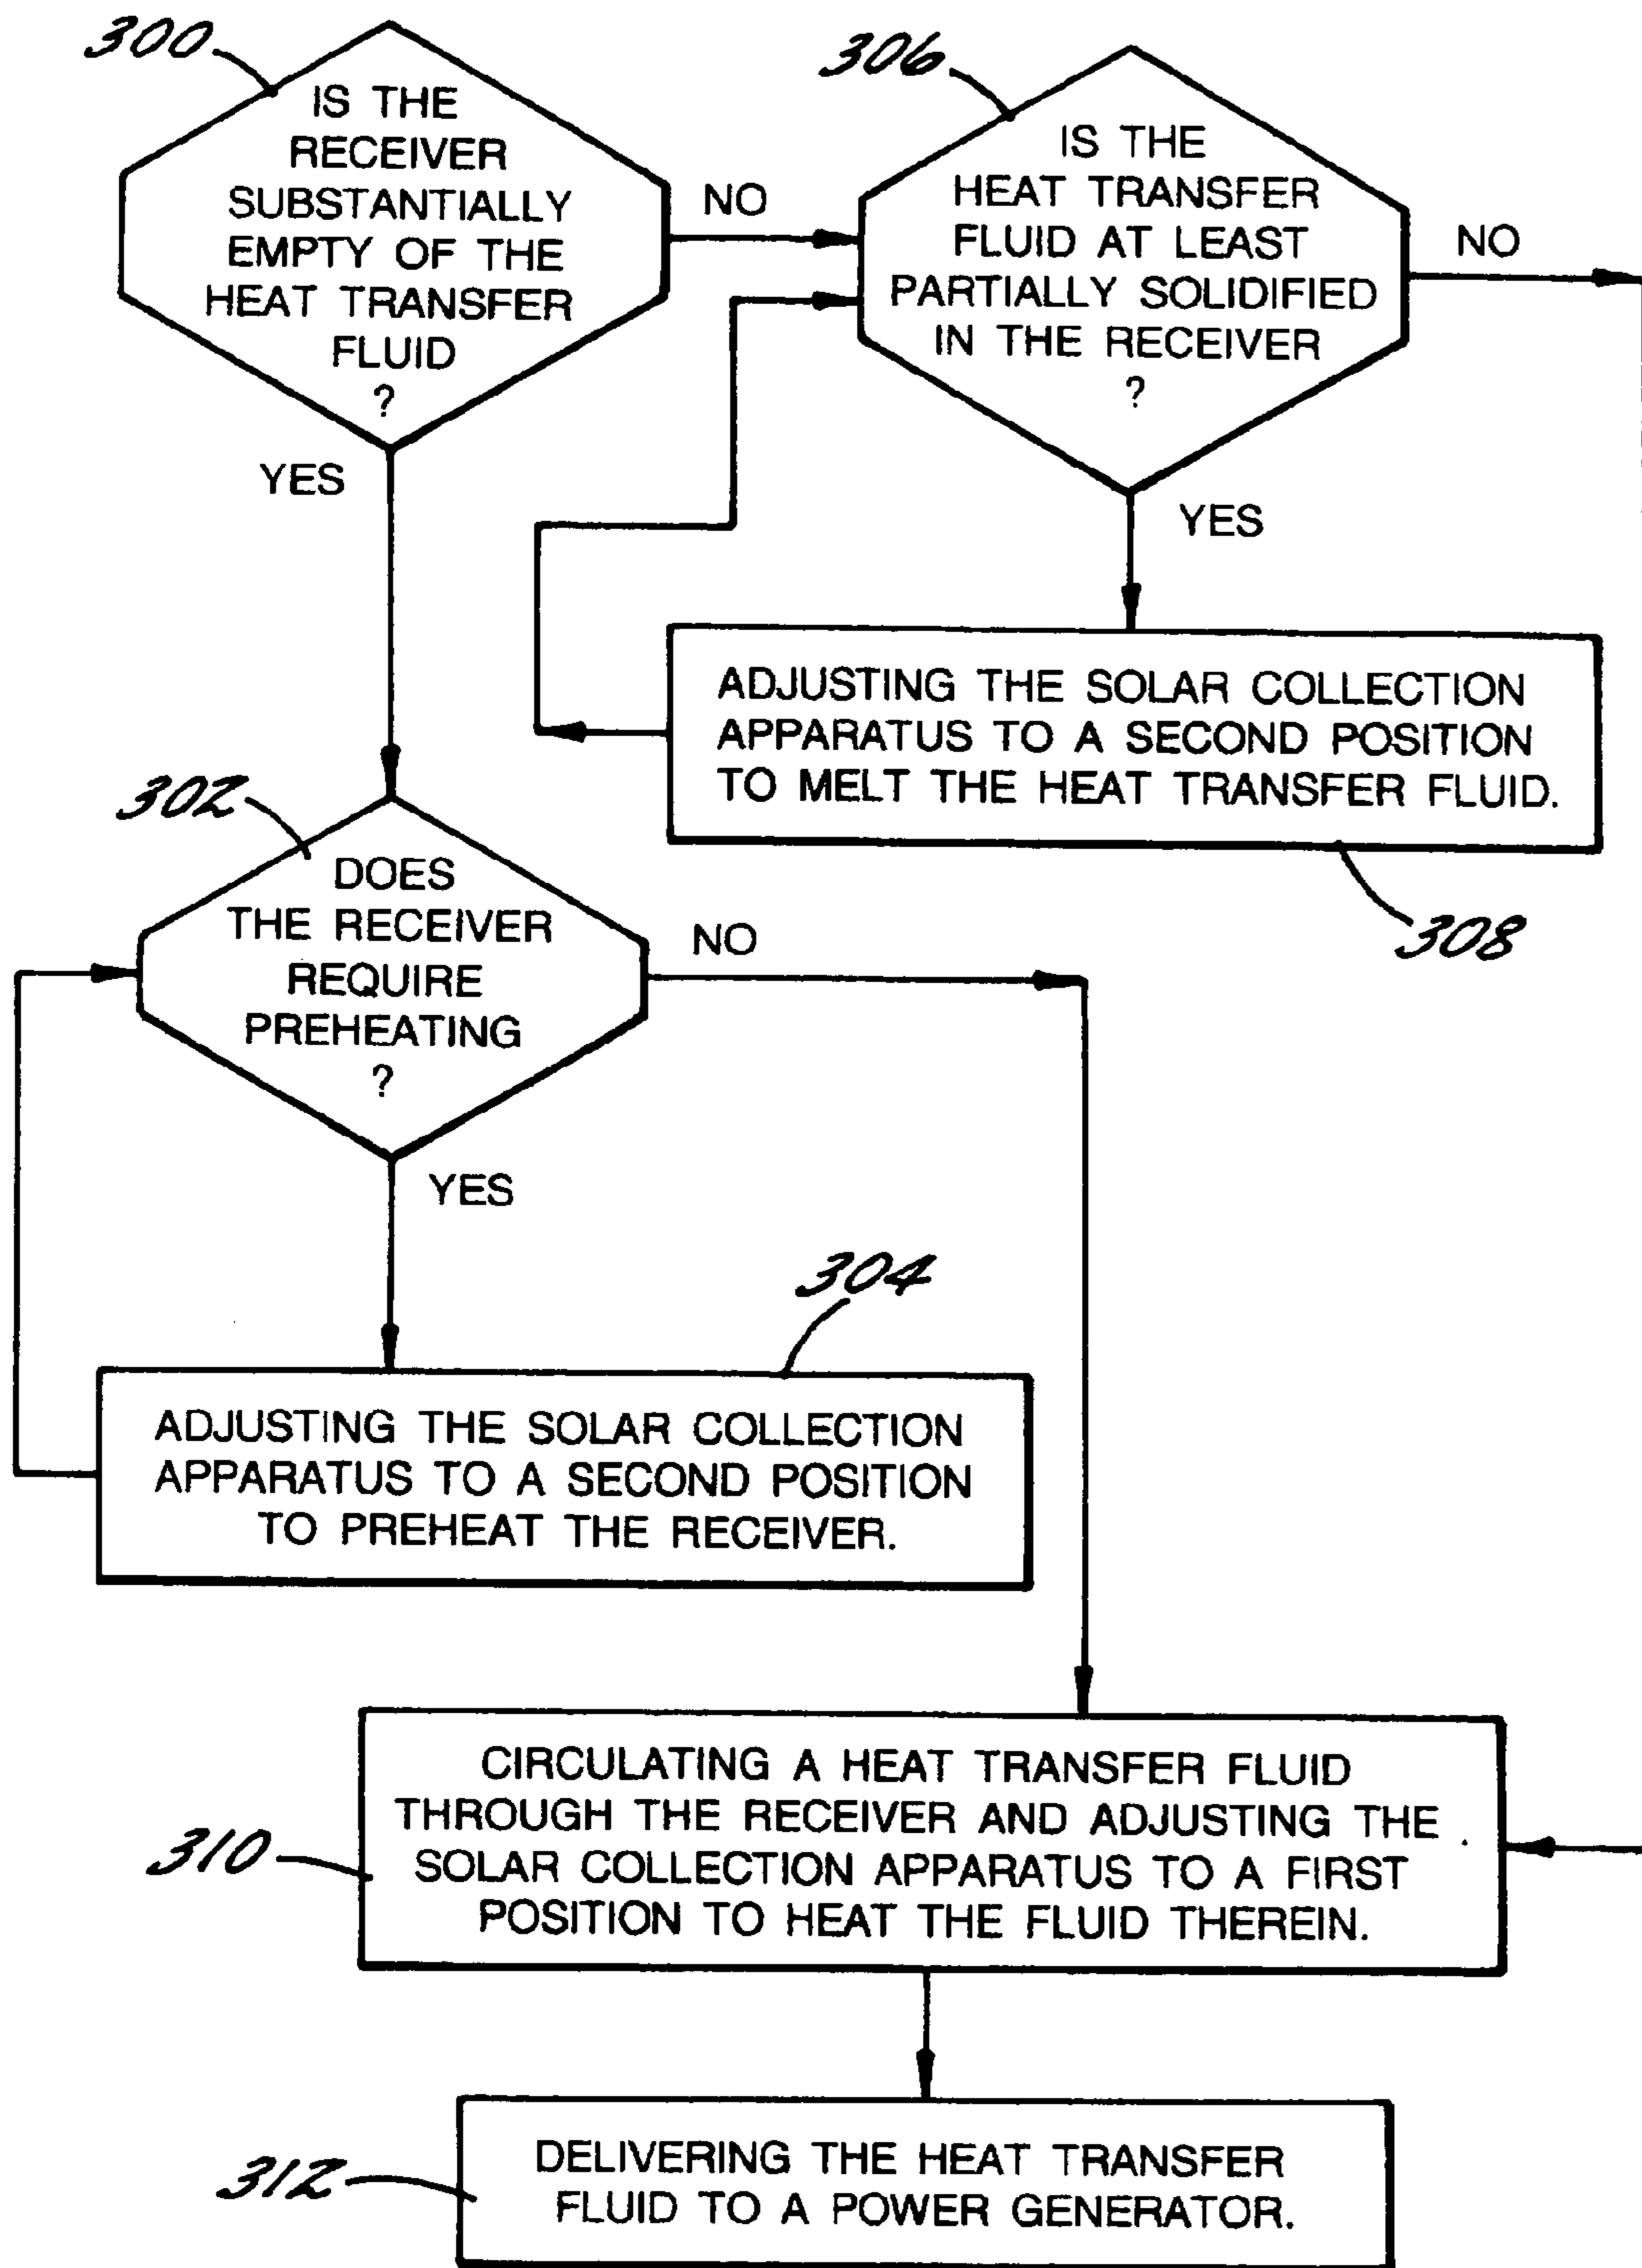 300
IS THE
RECEIVER
SUBSTANTIALLY
EMPTY OF THE
HEAT TRANSFER
FLUID
?
NO
YES
306
IS THE
HEAT TRANSFER
FLUID AT LEAST
PARTIALLY SOLIDIFIED
IN THE RECEIVER
?
NO
YES
ADJUSTING THE SOLAR COLLECTION
APPARATUS TO A SECOND POSITION
TO MELT THE HEAT TRANSFER FLUID.
308
302
DOES
THE RECEIVER
REQUIRE
PREHEATING
?
NO
YES
304
ADJUSTING THE SOLAR COLLECTION
APPARATUS TO A SECOND POSITION
TO PREHEAT THE RECEIVER.
310
CIRCULATING A HEAT TRANSFER FLUID
THROUGH THE RECEIVER AND ADJUSTING THE
SOLAR COLLECTION APPARATUS TO A FIRST
POSITION TO HEAT THE FLUID THEREIN.
312
DELIVERING THE HEAT TRANSFER
FLUID TO A POWER GENERATOR.